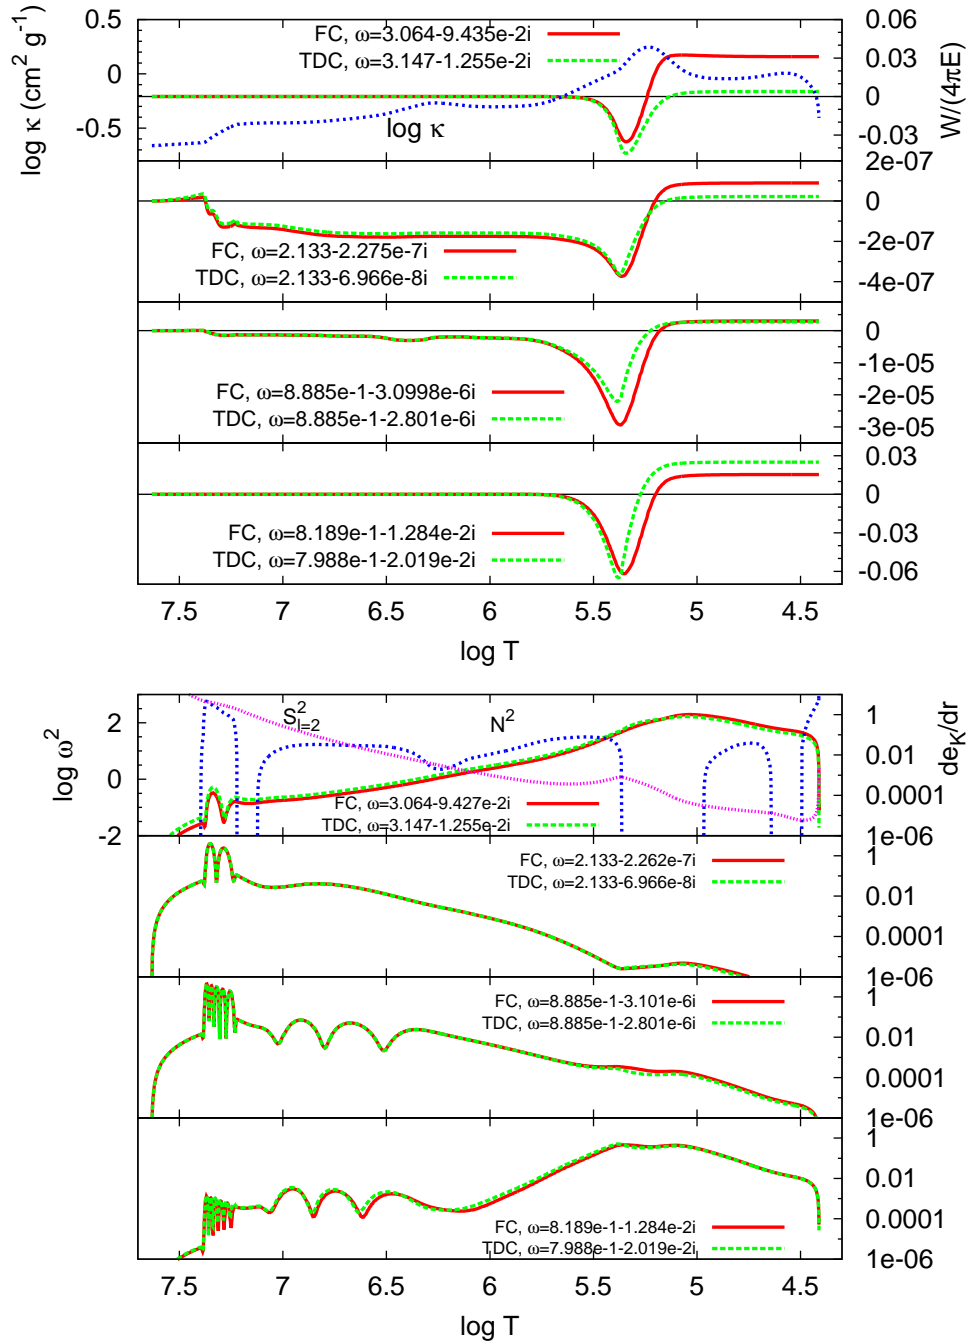 0.5
0
-0.5
log κ (cm² g⁻¹)
0.06
0.03
0
-0.03
W/(4πE)
FC, ω=3.064-9.435e-2i
TDC, ω=3.147-1.255e-2i
log κ
2e-07
0
-2e-07
-4e-07
FC, ω=2.133-2.275e-7i
TDC, ω=2.133-6.966e-8i
0
-1e-05
-2e-05
-3e-05
FC, ω=8.885e-1-3.0998e-6i
TDC, ω=8.885e-1-2.801e-6i
0.03
0
-0.03
-0.06
FC, ω=8.189e-1-1.284e-2i
TDC, ω=7.988e-1-2.019e-2i
7.5 7 6.5 6 5.5 5 4.5
log T
2
0
-2
log ω²
S²l=2
N²
1
0.01
0.0001
1e-06
deK/dr
FC, ω=3.064-9.427e-2i
TDC, ω=3.147-1.255e-2i
1
0.01
0.0001
1e-06
FC, ω=2.133-2.262e-7i
TDC, ω=2.133-6.966e-8i
1
0.01
0.0001
1e-06
FC, ω=8.885e-1-3.101e-6i
TDC, ω=8.885e-1-2.801e-6i
1
0.01
0.0001
1e-06
FC, ω=8.189e-1-1.284e-2i
TDC, ω=7.988e-1-2.019e-2i
7.5 7 6.5 6 5.5 5 4.5
log T